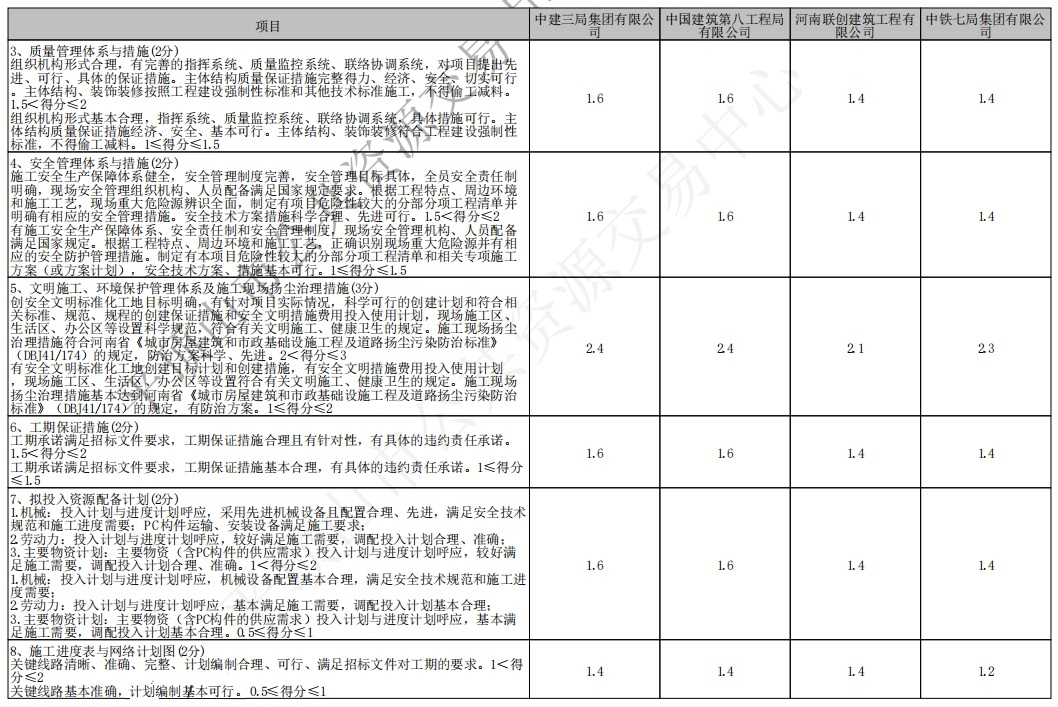 项目
中建三局集团有限公
司
中国建筑第八工程局
有限公司
河南联创建筑工程有
限公司
中铁七局集团有限公
司
3、质量管理体系与措施(2分)
组织机构形式合理，有完善的指挥系统、质量监控系统、联络协调系统，对项目提出先
进、可行、具体的保证措施。主体结构质量保证措施完整得力、经济、安全、切实可行
。主体结构、装饰装修按照工程建设强制性标准和其他技术标准施工，不得偷工减料。
1.5＜得分≤2
组织机构形式基本合理，指挥系统、质量监控系统、联络协调系统，具体措施可行。主
体结构质量保证措施经济、安全、基本可行。主体结构、装饰装修符合工程建设强制性
标准，不得偷工减料。1≤得分≤1.5
1.6
1.6
1.4
1.4
4、安全管理体系与措施(2分)
施工安全生产保障体系健全，安全管理制度完善，安全管理目标具体，全员安全责任制
明确，现场安全管理组织机构、人员配备满足国家规定要求。根据工程特点、周边环境
和施工工艺，现场重大危险源辨识全面，制定有项目危险性较大的分部分项工程清单并
明确有相应的安全管理措施。安全技术方案措施科学合理、先进可行。1.5＜得分≤2
有施工安全生产保障体系、安全责任制和安全管理制度，现场安全管理机构、人员配备
满足国家规定。根据工程特点、周边环境和施工工艺，正确识别现场重大危险源并有相
应的安全防护管理措施。制定有本项目危险性较大的分部分项工程清单和相关专项施工
方案（或方案计划），安全技术方案、措施基本可行。1≤得分≤1.5
1.6
1.6
1.4
1.4
5、文明施工、环境保护管理体系及施工现场扬尘治理措施(3分)
创安全文明标准化工地目标明确，有针对项目实际情况，科学可行的创建计划和符合相
关标准、规范、规程的创建保证措施和安全文明措施费用投入使用计划，现场施工区、
生活区、办公区等设置科学规范，符合有关文明施工、健康卫生的规定。施工现场扬尘
治理措施符合河南省《城市房屋建筑和市政基础设施工程及道路扬尘污染防治标准》
（DBJ41/174）的规定，防治方案科学、先进。2＜得分≤3
有安全文明标准化工地创建目标计划和创建措施，有安全文明措施费用投入使用计划
，现场施工区、生活区、办公区等设置符合有关文明施工、健康卫生的规定。施工现场
扬尘治理措施基本达到河南省《城市房屋建筑和市政基础设施工程及道路扬尘污染防治
标准》（DBJ41/174）的规定，有防治方案。1≤得分≤2
2.4
2.4
2.1
2.3
6、工期保证措施(2分)
工期承诺满足招标文件要求，工期保证措施合理且有针对性，有具体的违约责任承诺。
1.5＜得分≤2
工期承诺满足招标文件要求，工期保证措施基本合理，有具体的违约责任承诺。1≤得分
≤1.5
1.6
1.6
1.4
1.4
7、拟投入资源配备计划(2分)
1.机械：投入计划与进度计划呼应，采用先进机械设备且配置合理、先进，满足安全技术
规范和施工进度需要；PC构件运输、安装设备满足施工要求；
2.劳动力：投入计划与进度计划呼应，较好满足施工需要，调配投入计划合理、准确；
3.主要物资计划：主要物资（含PC构件的供应需求）投入计划与进度计划呼应，较好满
足施工需要，调配投入计划合理、准确。1＜得分≤2
1.机械：投入计划与进度计划呼应，机械设备配置基本合理，满足安全技术规范和施工进
度需要；
2.劳动力：投入计划与进度计划呼应，基本满足施工需要，调配投入计划基本合理；
3.主要物资计划：主要物资（含PC构件的供应需求）投入计划与进度计划呼应，基本满
足施工需要，调配投入计划基本合理。0.5≤得分≤1
1.6
1.6
1.4
1.4
8、施工进度表与网络计划图(2分)
关键线路清晰、准确、完整、计划编制合理、可行、满足招标文件对工期的要求。1＜得
分≤2
关键线路基本准确，计划编制基本可行。0.5≤得分≤1
1.4
1.4
1.4
1.2